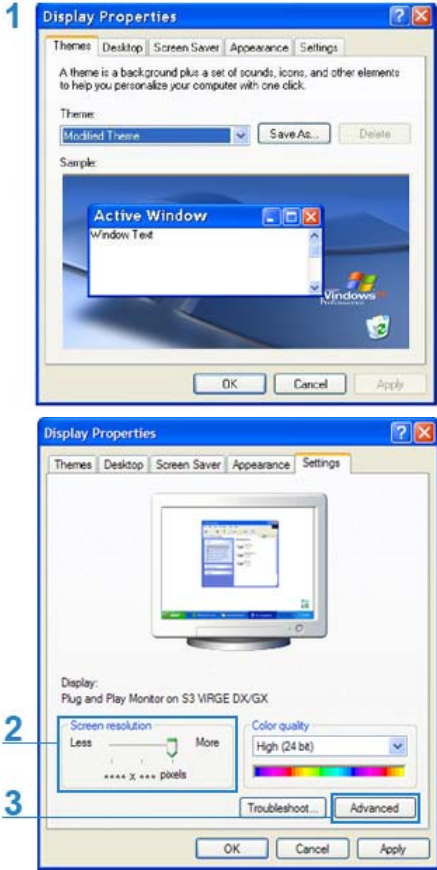 1
Display Properties
Themes Desktop Screen Saver Appearance Settings
A theme is a background plus a set of sounds, icons, and other elements
to help you personalize your computer with one click.
Theme:
Modified Theme Save As... Delete
Sample:
Active Window
Window Text
Windows
OK Cancel Apply
Display Properties
Themes Desktop Screen Saver Appearance Settings
Display:
Plug and Play Monitor on S3 VIRGE DX/GX
2
Screen resolution Color quality
Less More High (24 bit)
**** X *** pixels
3
Troubleshoot... Advanced
OK Cancel Apply